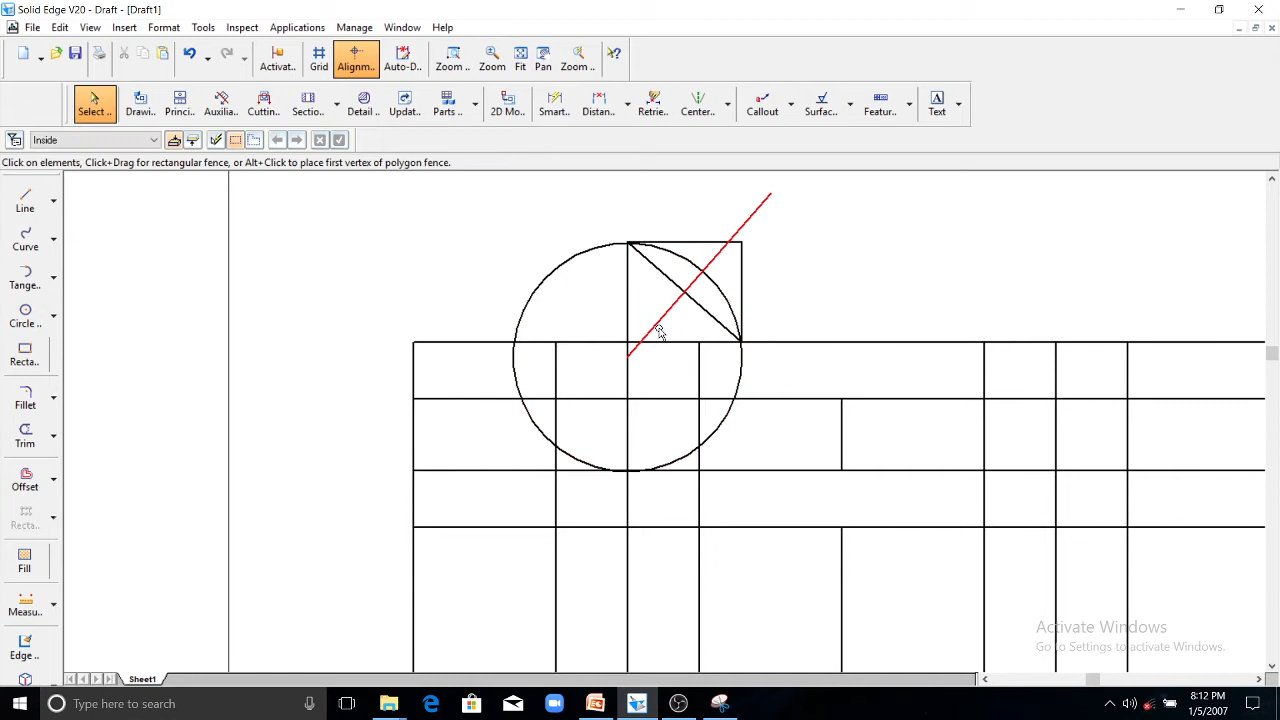 Solid Edge V20 - Draft - [Draft1]
File Edit View Insert Format Tools Inspect Applications Manage Window Help
Activat.. Grid Alignm.. Auto-D.. Zoom .. Zoom Fit Pan Zoom ..
Select .. Drawi.. Princi.. Auxilia.. Cuttin.. Sectio.. Detail .. Updat.. Parts .. 2D Mo.. Smart.. Distan.. Retrie.. Center.. Callout Surfac.. Featur.. Text
Inside
Click on elements, Click+Drag for rectangular fence, or Alt+Click to place first vertex of polygon fence.
Line
Curve
Tange..
Circle ..
Recta..
Fillet
Trim
Offset
Recta..
Fill
Measu..
Edge ..
Activate Windows
Go to Settings to activate Windows.
Sheet1
Type here to search
8:12 PM
1/5/2007